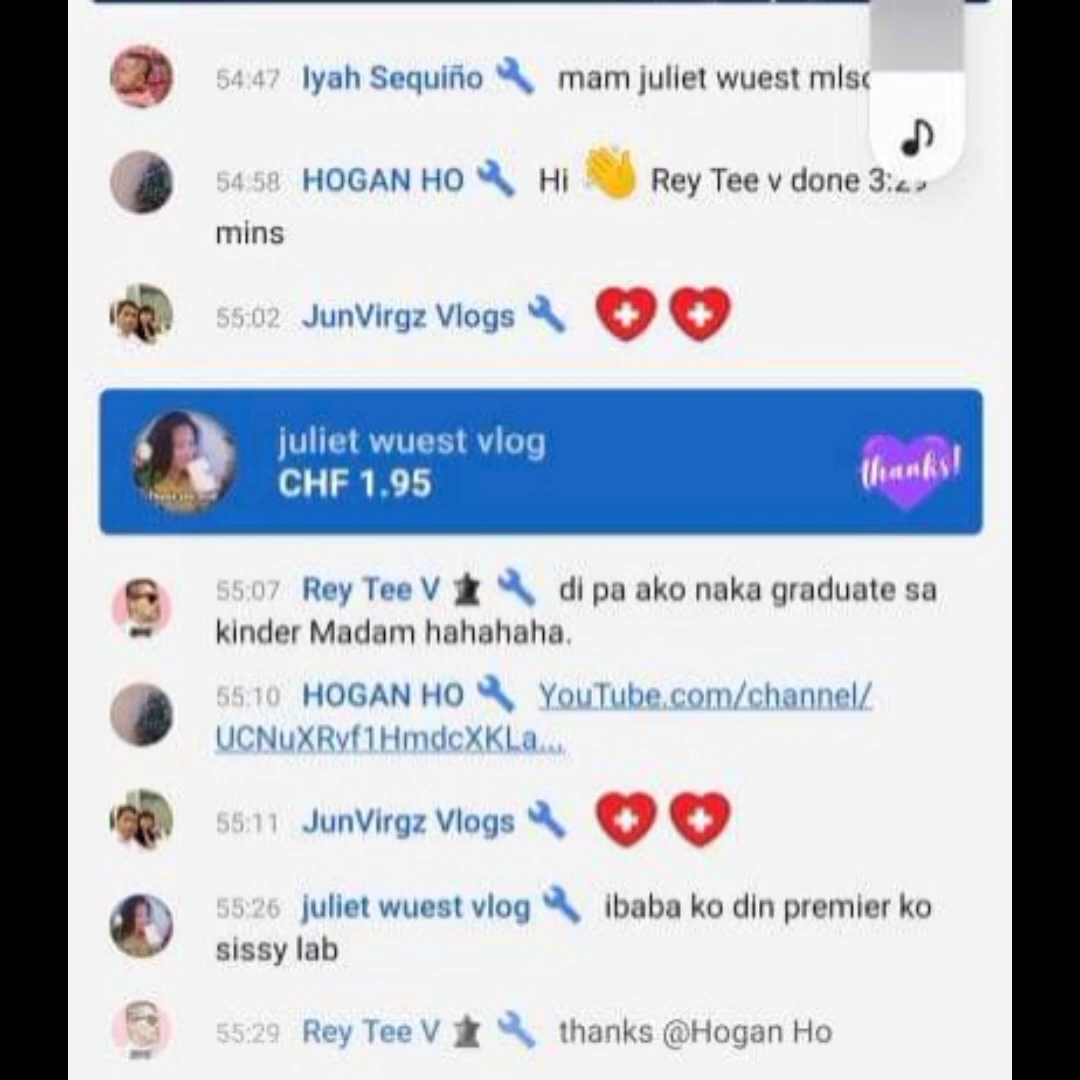 54:47 Iyah Sequiño mam juliet wuest
54:58 HOGAN HO Hi Rey Tee v done
mins
55:02 JunVirgz Vlogs
juliet wuest vlog
CHF 1.95
thanks!
55:07 Rey Tee V di pa ako naka graduate sa
kinder Madam hahahaha.
55:10 HOGAN HO YouTube.com/channel/
UCNuXRvf1HmdcXKLa...
55:11 JunVirgz Vlogs
55:26 juliet wuest vlog ibaba ko din premier ko
sissy lab
55:29 Rey Tee V thanks @Hogan Ho